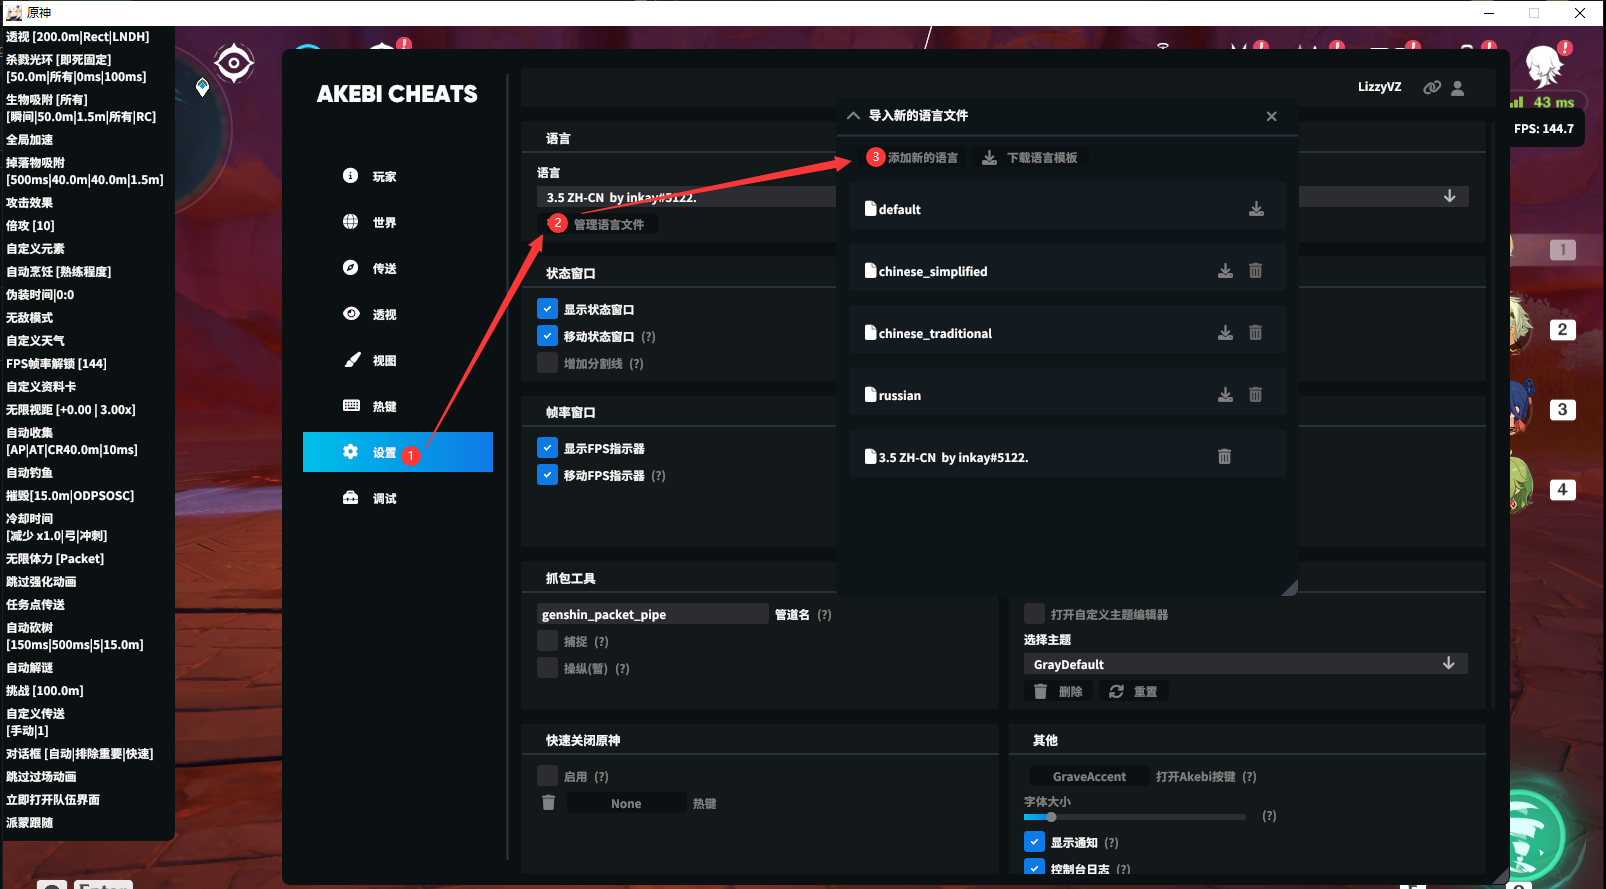 原神
透视 [200.0m|Rect|LNDH]
杀戮光环 [即死固定]
[50.0m|所有|0ms|100ms]
生物吸附 [所有]
[瞬间|50.0m|1.5m|所有|RC]
全局加速
掉落物吸附
[500ms|40.0m|40.0m|1.5m]
攻击效果
倍攻 [10]
自定义元素
自动烹饪 [熟练程度]
伪装时间|0:0
无敌模式
自定义天气
FPS帧率解锁 [144]
自定义资料卡
无限视距 [+0.00 | 3.00x]
自动收集
[AP|AT|CR40.0m|10ms]
自动钓鱼
摧毁[15.0m|ODPSOSC]
冷却时间
[减少 x1.0|弓|冲刺]
无限体力 [Packet]
跳过强化动画
任务点传送
自动砍树
[150ms|500ms|5|15.0m]
自动解谜
挑战 [100.0m]
自定义传送
[手动|1]
对话框 [自动|排除重要|快速]
跳过过场动画
立即打开队伍界面
派蒙跟随
AKEBI CHEATS
玩家
世界
传送
透视
视图
热键
设置 1
调试
LizzyVZ
43 ms
FPS: 144.7
语言
语言
3.5 ZH-CN  by inkay#5122.
2 管理语言文件
状态窗口
显示状态窗口
移动状态窗口 (?)
增加分割线 (?)
帧率窗口
显示FPS指示器
移动FPS指示器 (?)
导入新的语言文件
3 添加新的语言 下载语言模板
default
chinese_simplified
chinese_traditional
russian
3.5 ZH-CN  by inkay#5122.
抓包工具
genshin_packet_pipe 管道名 (?)
捕捉 (?)
操纵(暂) (?)
打开自定义主题编辑器
选择主题
GrayDefault
删除 重置
快速关闭原神
启用 (?)
None 热键
其他
GraveAccent 打开Akebi按键 (?)
字体大小
(?)
显示通知 (?)
控制台日志 (?)
1
2
3
4
Enter